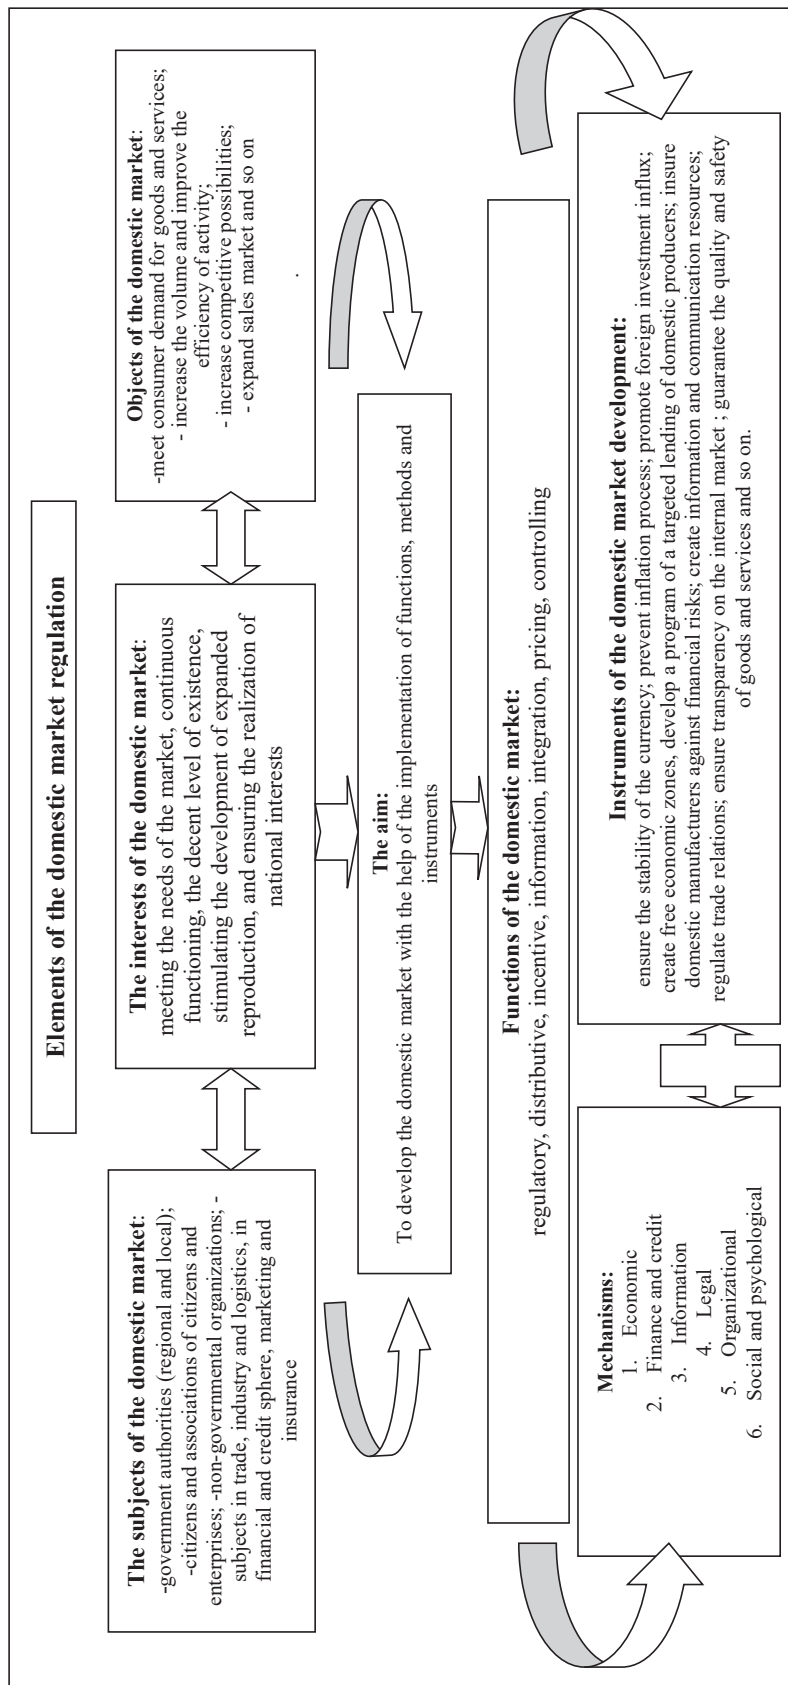 Elements of the domestic market regulation
The subjects of the domestic market:
-government authorities (regional and local);
-citizens and associations of citizens and
enterprises; -non-governmental organizations; -
subjects in trade, industry and logistics, in
financial and credit sphere, marketing and
insurance
The interests of the domestic market:
meeting the needs of the market, continuous
functioning, the decent level of existence,
stimulating the development of expanded
reproduction, and ensuring the realization of
national interests
Objects of the domestic market:
-meet consumer demand for goods and services;
- increase the volume and improve the
efficiency of activity;
- increase competitive possibilities;
- expand sales market and so on
.
The aim:
To develop the domestic market with the help of the implementation of functions, methods and
instruments
Functions of the domestic market:
regulatory, distributive, incentive, information, integration, pricing, controlling
Mechanisms:
1. Economic
2. Finance and credit
3. Information
4. Legal
5. Organizational
6. Social and psychological
Instruments of the domestic market development:
ensure the stability of the currency; prevent inflation process; promote foreign investment influx;
create free economic zones, develop a program of a targeted lending of domestic producers; insure
domestic manufacturers against financial risks; create information and communication resources;
regulate trade relations; ensure transparency on the internal market ; guarantee the quality and safety
of goods and services and so on.